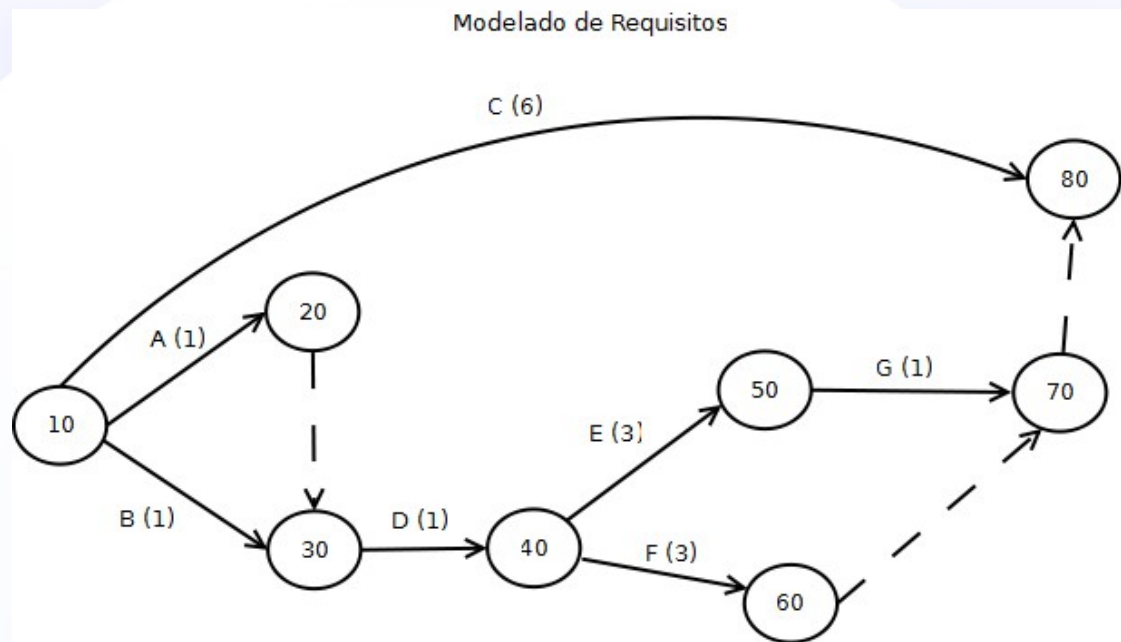 Modelado de Requisitos
C (6)
80
20
A (1)
10
G (1)
50
70
E (3)
B (1)
D (1)
30
40
F (3)
60